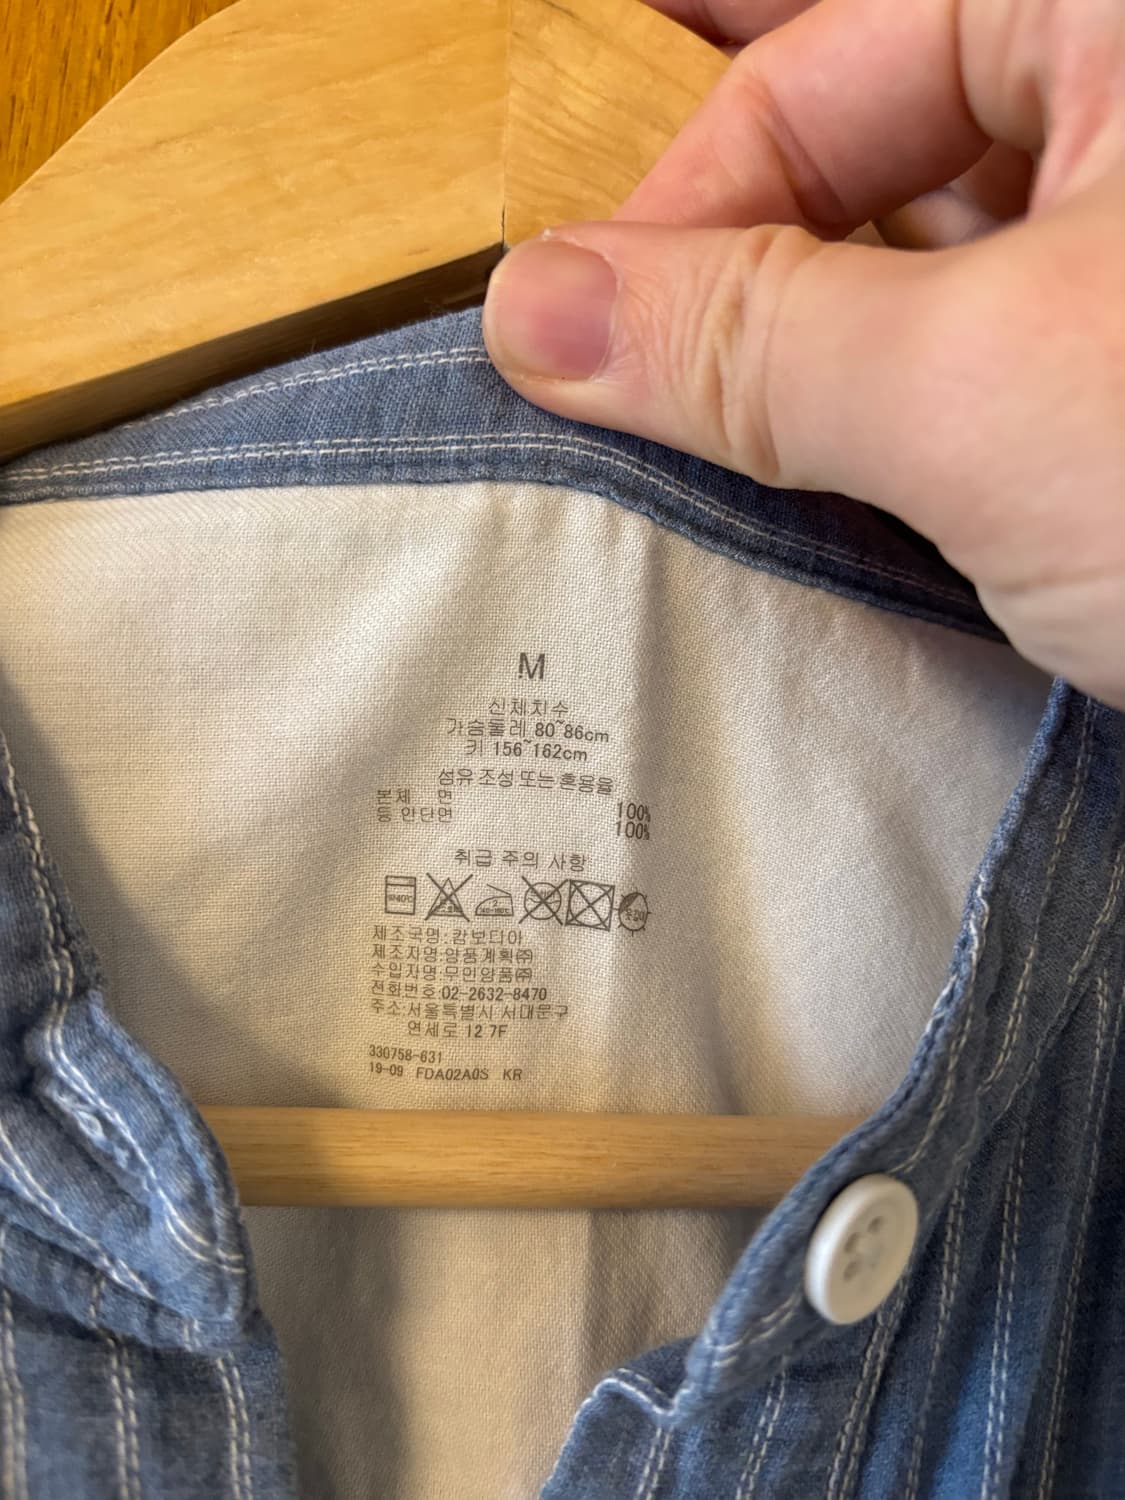 M
신체치수
가슴둘레 80~86cm
키 156~162cm
섬유 조성 또는 혼용율
본체 면 100%
등 안단면 100%
취급 주의 사항
제조국명:캄보디아
제조자명:양품계획㈜
수입자명:무인양품㈜
전화번호:02-2632-8470
주소:서울특별시 서대문구
연세로 12 7F
330758-631
19-09 FDA02A0S KR